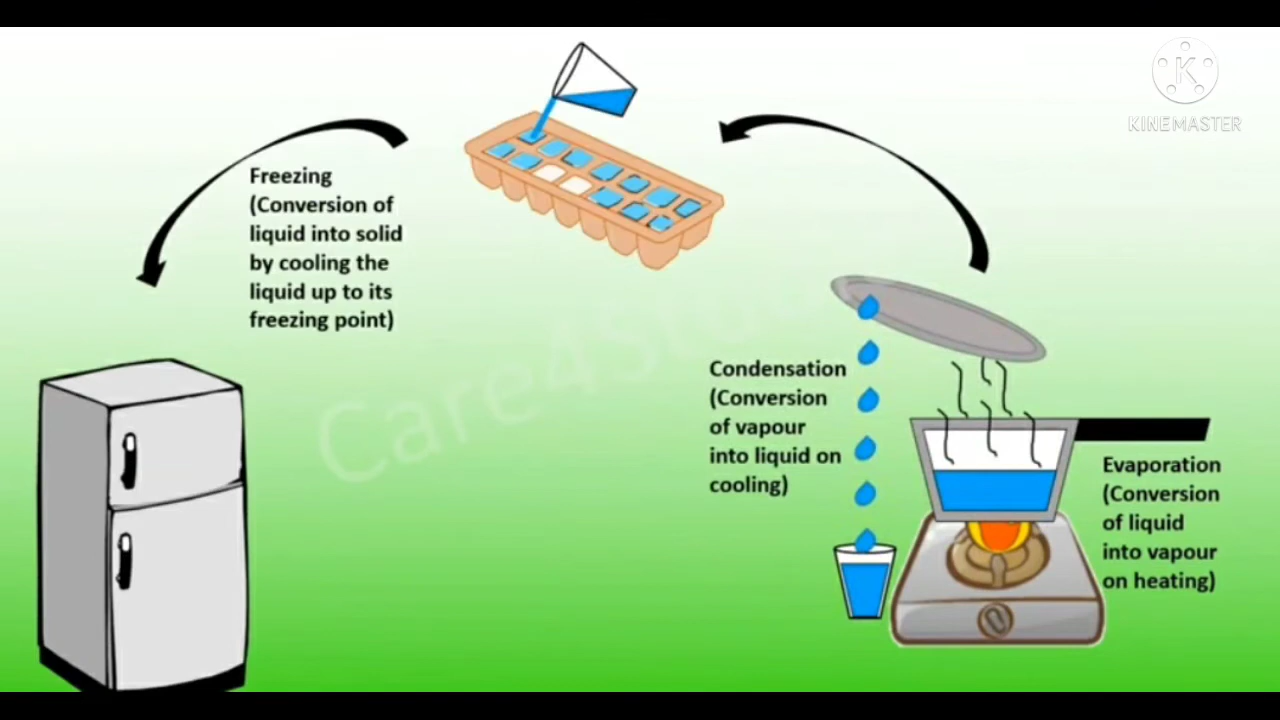 KINEMASTER
Freezing
(Conversion of
liquid into solid
by cooling the
liquid up to its
freezing point)
Condensation
(Conversion
of vapour
into liquid on
cooling)
Evaporation
(Conversion
of liquid
into vapour
on heating)